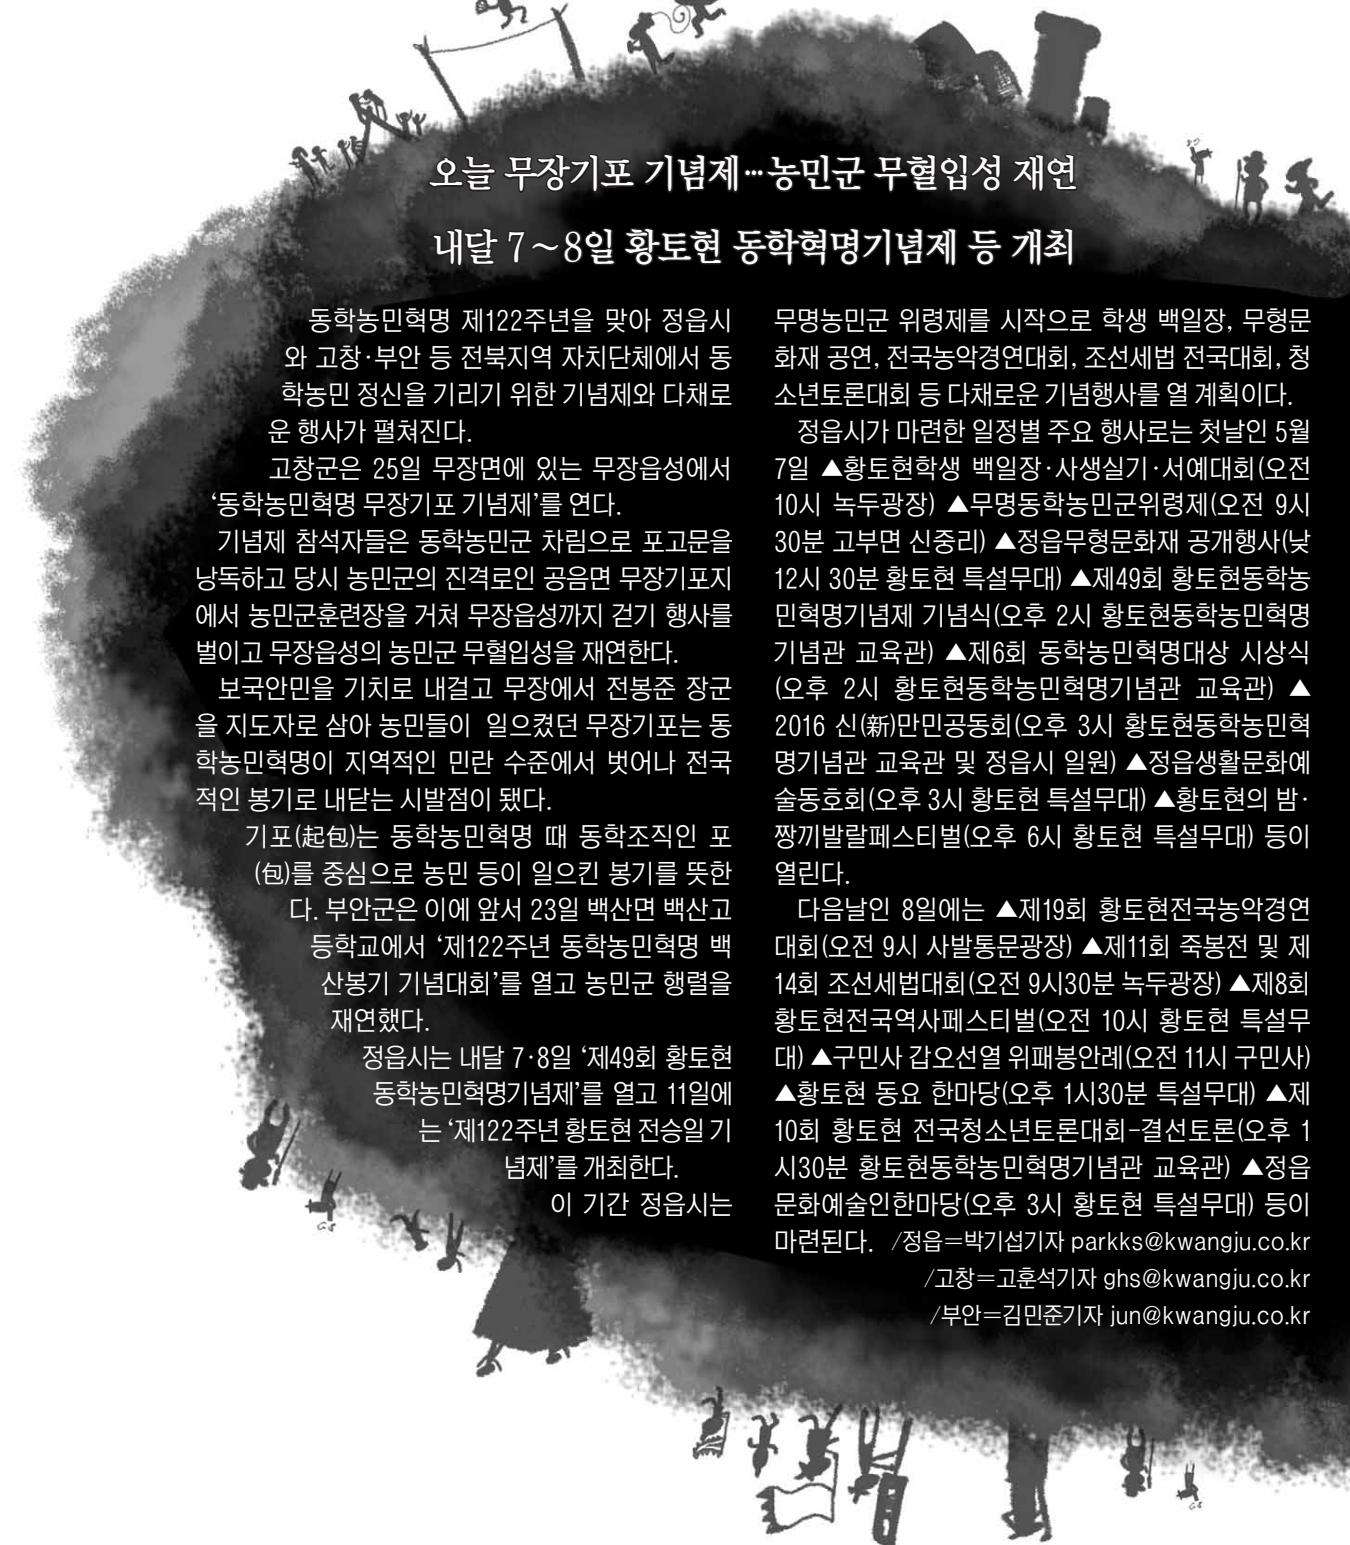 오늘 무장기포 기념제…농민군 무혈입성 재연
내달 7～8일 황토현 동학혁명기념제 등 개최
동학농민혁명 제122주년을 맞아 정읍시
와 고창·부안 등 전북지역 자치단체에서 동
학농민 정신을 기리기 위한 기념제와 다채로
운 행사가 펼쳐진다.
고창군은 25일 무장면에 있는 무장읍성에서
‘동학농민혁명 무장기포 기념제’를 연다.
기념제 참석자들은 동학농민군 차림으로 포고문을
낭독하고 당시 농민군의 진격로인 공음면 무장기포지
에서 농민군훈련장을 거쳐 무장읍성까지 걷기 행사를
벌이고 무장읍성의 농민군 무혈입성을 재연한다.
보국안민을 기치로 내걸고 무장에서 전봉준 장군
을 지도자로 삼아 농민들이 일으켰던 무장기포는 동
학농민혁명이 지역적인 민란 수준에서 벗어나 전국
적인 봉기로 내닫는 시발점이 됐다.
기포(起包)는 동학농민혁명 때 동학조직인 포
(包)를 중심으로 농민 등이 일으킨 봉기를 뜻한
다. 부안군은 이에 앞서 23일 백산면 백산고
등학교에서 ‘제122주년 동학농민혁명 백
산봉기 기념대회’를 열고 농민군 행렬을
재연했다.
정읍시는 내달 7·8일 ‘제49회 황토현
동학농민혁명기념제’를 열고 11일에
는 ‘제122주년 황토현 전승일 기
념제’를 개최한다.
이 기간 정읍시는
무명농민군 위령제를 시작으로 학생 백일장, 무형문
화재 공연, 전국농악경연대회, 조선세법 전국대회, 청
소년토론대회 등 다채로운 기념행사를 열 계획이다.
정읍시가 마련한 일정별 주요 행사로는 첫날인 5월
7일 ▲황토현학생 백일장·사생실기·서예대회(오전
10시 녹두광장) ▲무명동학농민군위령제(오전 9시
30분 고부면 신중리) ▲정읍무형문화재 공개행사(낮
12시 30분 황토현 특설무대) ▲제49회 황토현동학농
민혁명기념제 기념식(오후 2시 황토현동학농민혁명
기념관 교육관) ▲제6회 동학농민혁명대상 시상식
(오후 2시 황토현동학농민혁명기념관 교육관) ▲
2016 신(新)만민공동회(오후 3시 황토현동학농민혁
명기념관 교육관 및 정읍시 일원) ▲정읍생활문화예
술동호회(오후 3시 황토현 특설무대) ▲황토현의 밤·
짱끼발랄페스티벌(오후 6시 황토현 특설무대) 등이
열린다.
다음날인 8일에는 ▲제19회 황토현전국농악경연
대회(오전 9시 사발통문광장) ▲제11회 죽봉전 및 제
14회 조선세법대회(오전 9시30분 녹두광장) ▲제8회
황토현전국역사페스티벌(오전 10시 황토현 특설무
대) ▲구민사 갑오선열 위패봉안례(오전 11시 구민사)
▲황토현 동요 한마당(오후 1시30분 특설무대) ▲제
10회 황토현 전국청소년토론대회-결선토론(오후 1
시30분 황토현동학농민혁명기념관 교육관) ▲정읍
문화예술인한마당(오후 3시 황토현 특설무대) 등이
마련된다. /정읍=박기섭기자 parkks@kwangju.co.kr
/고창=고훈석기자 ghs@kwangju.co.kr
/부안=김민준기자 jun@kwangju.co.kr